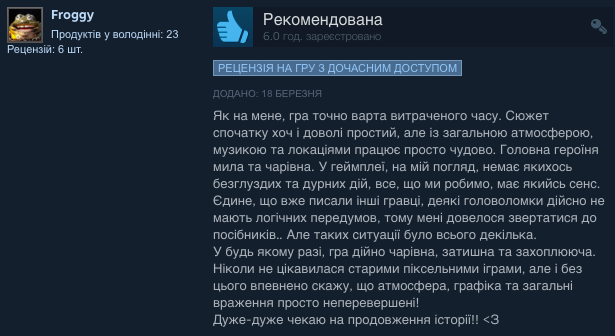 Froggy
Продуктів у володінні: 23
Рецензій: 6 шт.
Рекомендована
6.0 год. зареєстровано
РЕЦЕНЗІЯ НА ГРУ З ДОЧАСНИМ ДОСТУПОМ
ДОДАНО: 18 БЕРЕЗНЯ
Як на мене, гра точно варта витраченого часу. Сюжет
спочатку хоч і доволі простий, але із загальною атмосферою,
музикою та локаціями працює просто чудово. Головна героїня
мила та чарівна. У геймплеї, на мій погляд, немає якихось
безглуздих та дурних дій, все, що ми робимо, має якийсь сенс.
Єдине, що вже писали інші гравці, деякі головоломки дійсно не
мають логічних передумов, тому мені довелося звертатися до
посібників.. Але таких ситуації було всього декілька.
У будь якому разі, гра дійно чарівна, затишна та захоплююча.
Ніколи не цікавилася старими піксельними іграми, але і без
цього впевнено скажу, що атмосфера, графіка та загальні
враження просто неперевершені!
Дуже-дуже чекаю на продовження історії!! <3